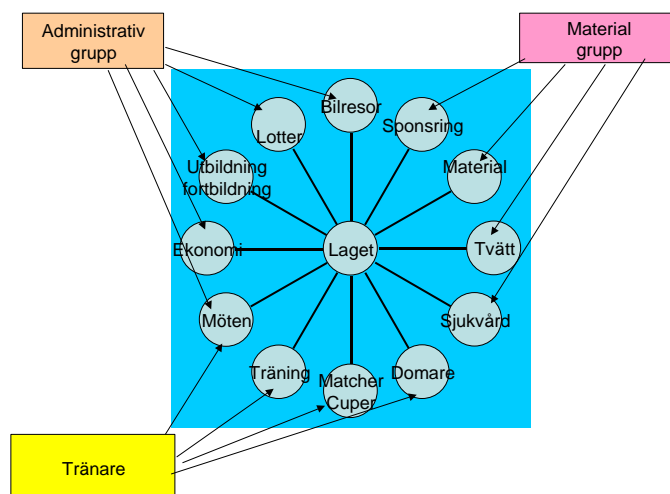 Administrativ
grupp
Material
grupp
Bilresor
Lotter
Sponsring
Utbildning
fortbildning
Material
Ekonomi
Laget
Tvätt
Möten
Sjukvård
Träning
Matcher
Cuper
Domare
Tränare